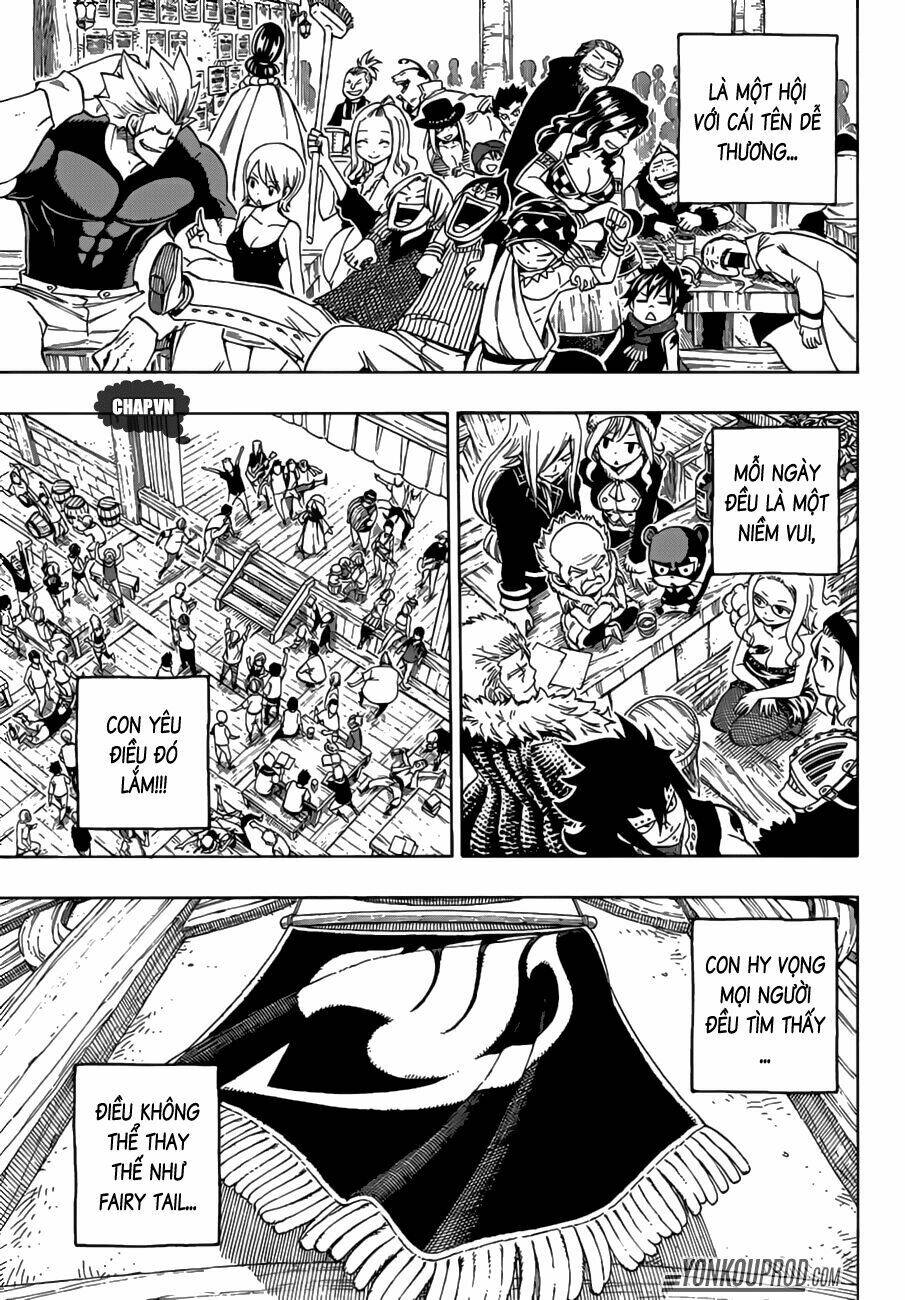 LÀ MỘT HỘI
VỚI CÁI TÊN DỄ
THƯƠNG...
MỖI NGÀY
ĐỀU LÀ MỘT
NIỀM VUI,
CHAP.VN
CON YÊU
ĐIỀU ĐÓ
LẮM!!!
CON HY VỌNG
MỌI NGƯỜI
ĐỀU TÌM THẤY
...
ĐIỀU KHÔNG
THỂ THAY
THẾ NHƯ
FAIRY TAIL...
YONKOUPROD.COM